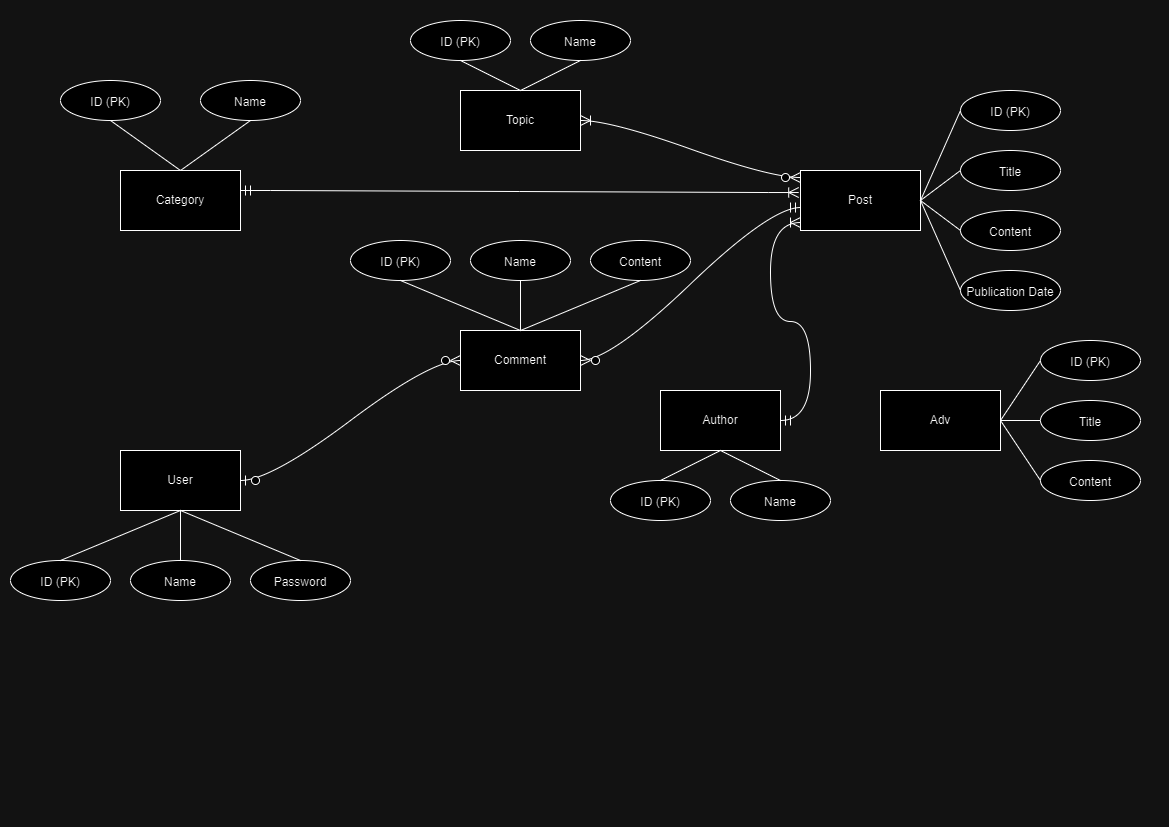 ID (PK)
Name
Topic
ID (PK)
Name
Category
ID (PK)
Title
Content
Publication Date
Post
ID (PK)
Name
Content
Comment
Author
ID (PK)
Name
Adv
ID (PK)
Title
Content
User
ID (PK)
Name
Password